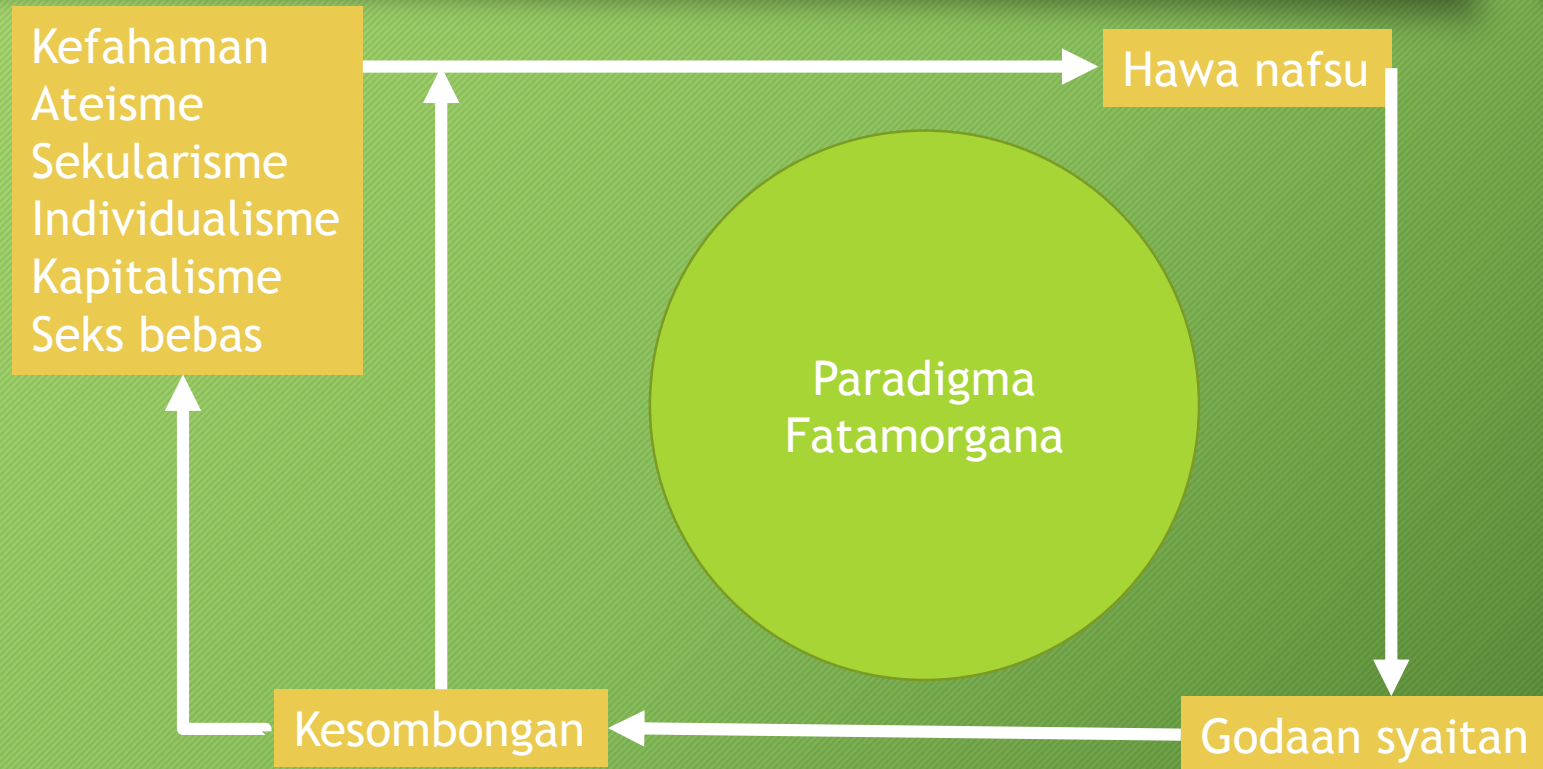 Kefahaman
Ateisme
Sekularisme
Individualisme
Kapitalisme
Seks bebas
Hawa nafsu
Paradigma
Fatamorgana
Kesombongan
Godaan syaitan